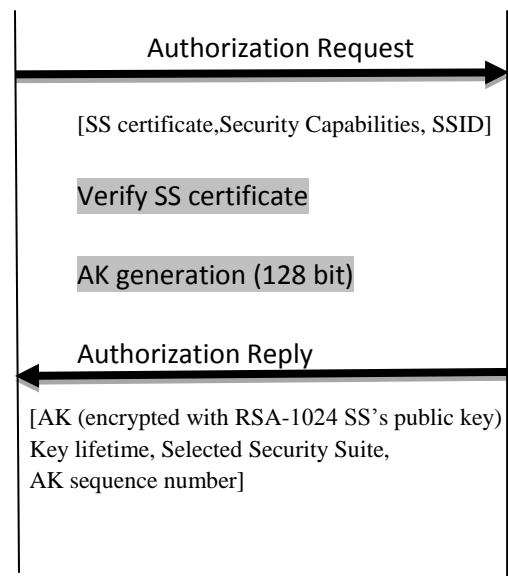 Authorization Request
[SS certificate,Security Capabilities, SSID]
Verify SS certificate
AK generation (128 bit)
Authorization Reply
[AK (encrypted with RSA-1024 SS’s public key)
Key lifetime, Selected Security Suite,
AK sequence number]